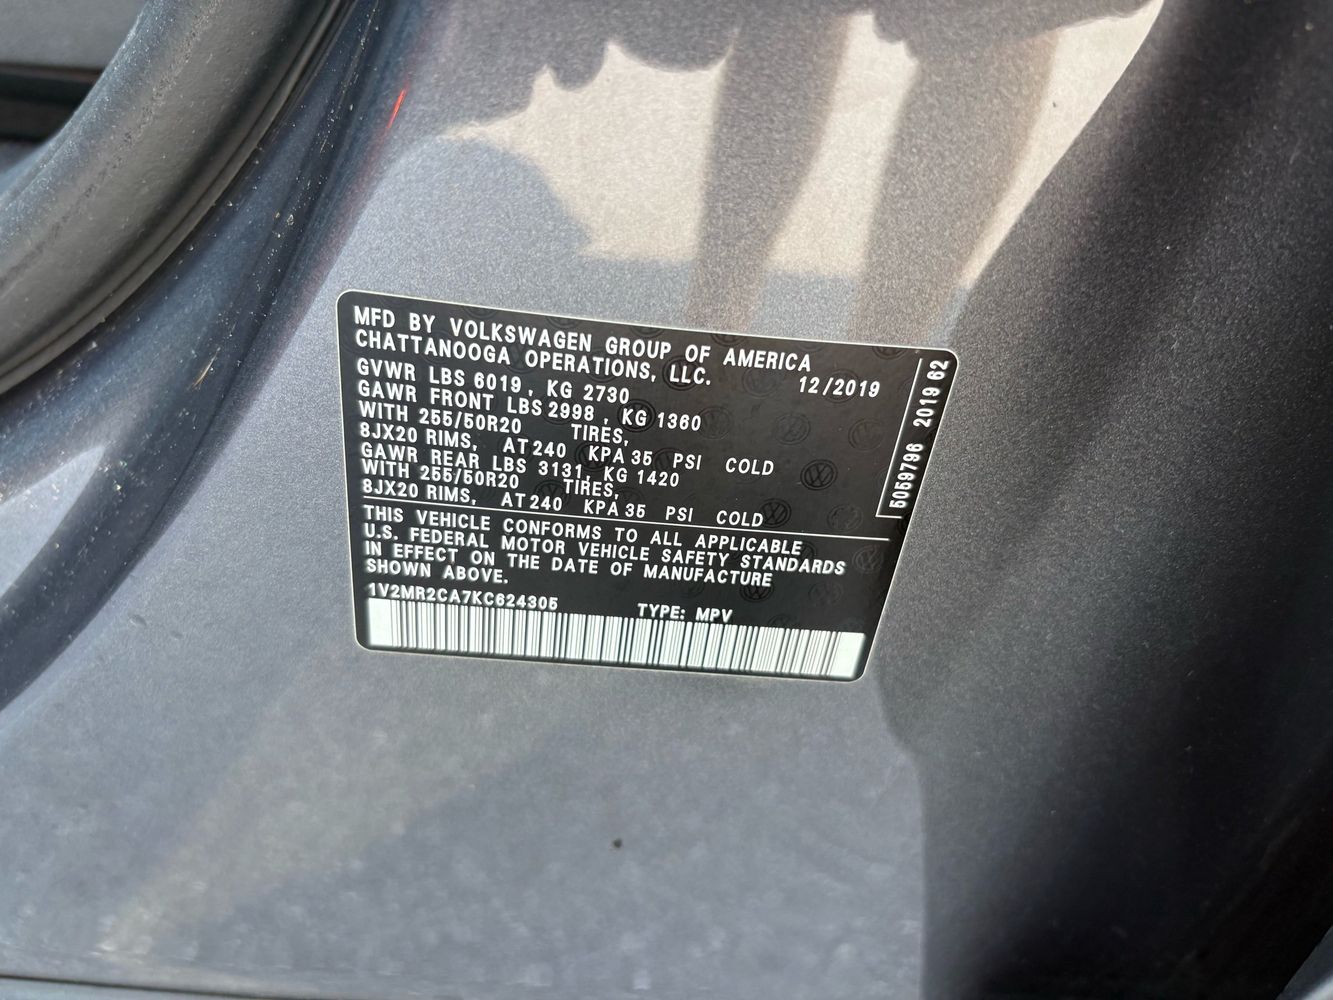 MFD BY VOLKSWAGEN GROUP OF AMERICA
CHATTANOOGA OPERATIONS, LLC. 12/2019
GVWR LBS 6019, KG 2730
GAWR FRONT LBS 2998, KG 1360
WITH 255/50R20 TIRES,
8JX20 RIMS, AT 240 KPA 35 PSI COLD
GAWR REAR LBS 3131, KG 1420
WITH 255/50R20 TIRES,
8JX20 RIMS, AT 240 KPA 35 PSI COLD
THIS VEHICLE CONFORMS TO ALL APPLICABLE
U.S. FEDERAL MOTOR VEHICLE SAFETY STANDARDS
IN EFFECT ON THE DATE OF MANUFACTURE
SHOWN ABOVE.
1V2MR2CA7KC624305 TYPE: MPV
5059796 2019 62